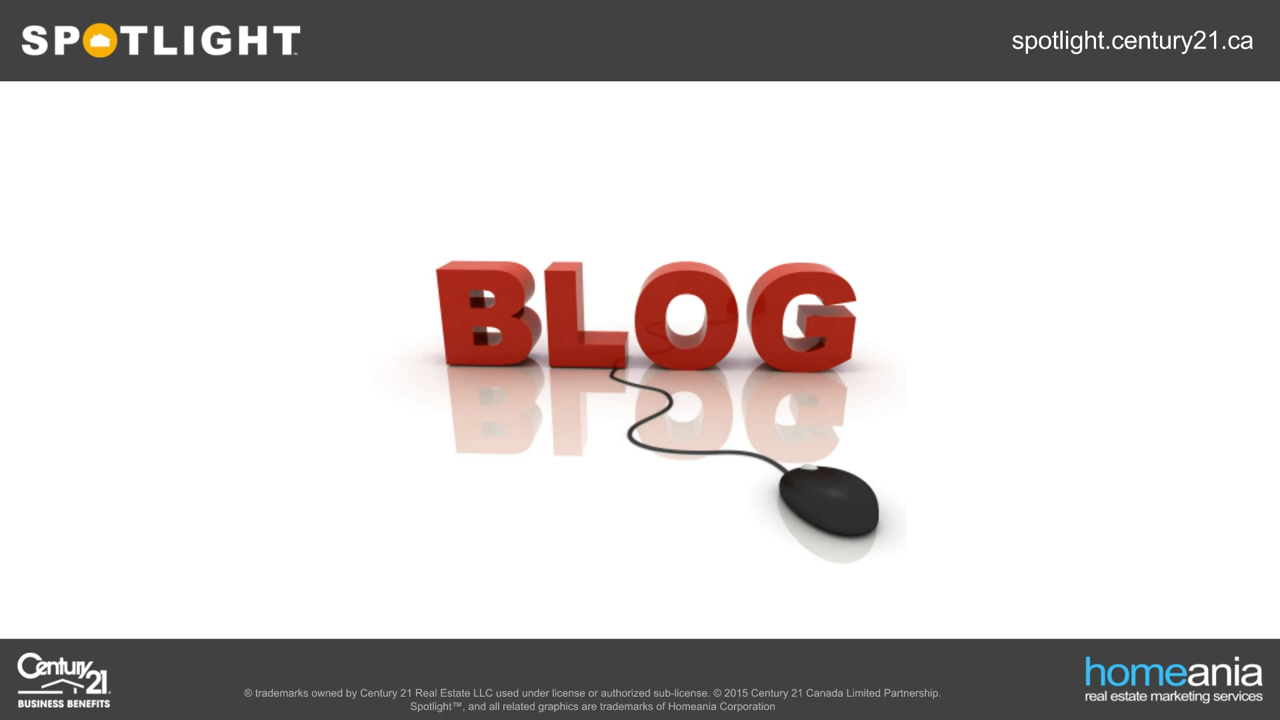 SPOTLIGHT™
spotlight.century21.ca
BLOG
Century 21®
BUSINESS BENEFITS
® trademarks owned by Century 21 Real Estate LLC used under license or authorized sub-license. © 2015 Century 21 Canada Limited Partnership.
Spotlight™, and all related graphics are trademarks of Homeania Corporation
homeania
real estate marketing services